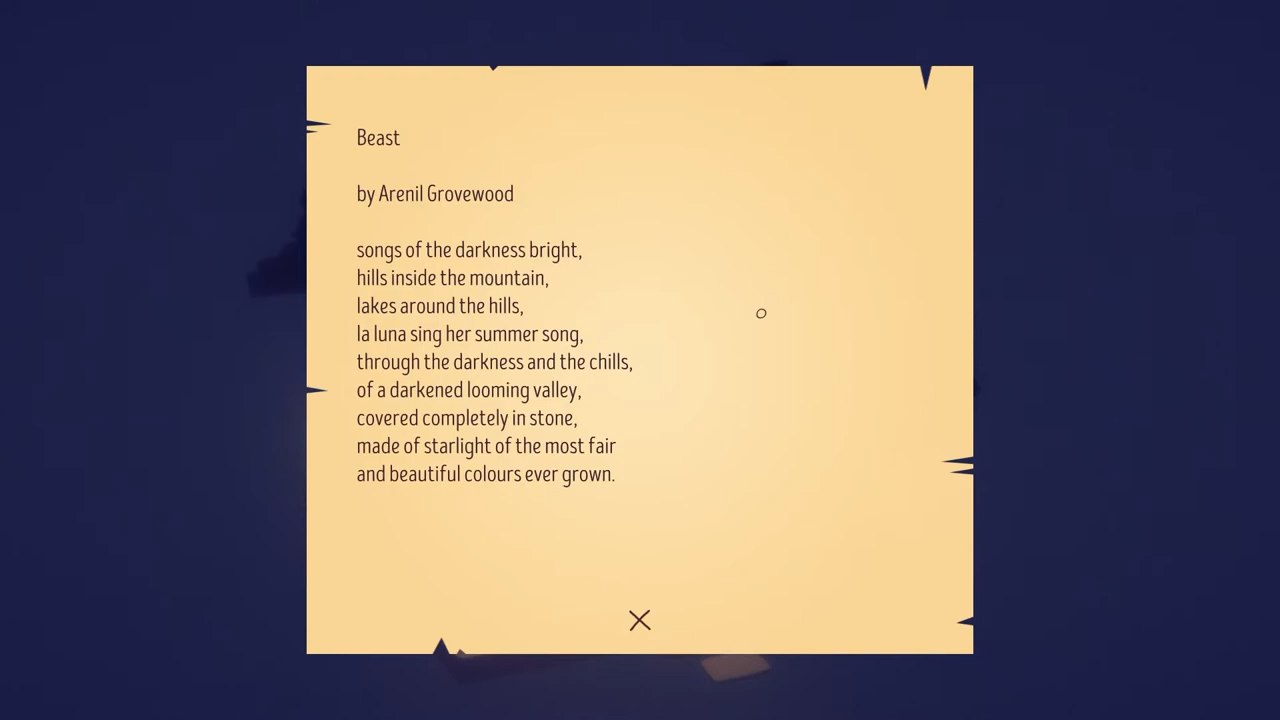 Beast
by Arenil Grovewood
songs of the darkness bright,
hills inside the mountain,
lakes around the hills,
la luna sing her summer song,
through the darkness and the chills,
of a darkened looming valley,
covered completely in stone,
made of starlight of the most fair
and beautiful colours ever grown.